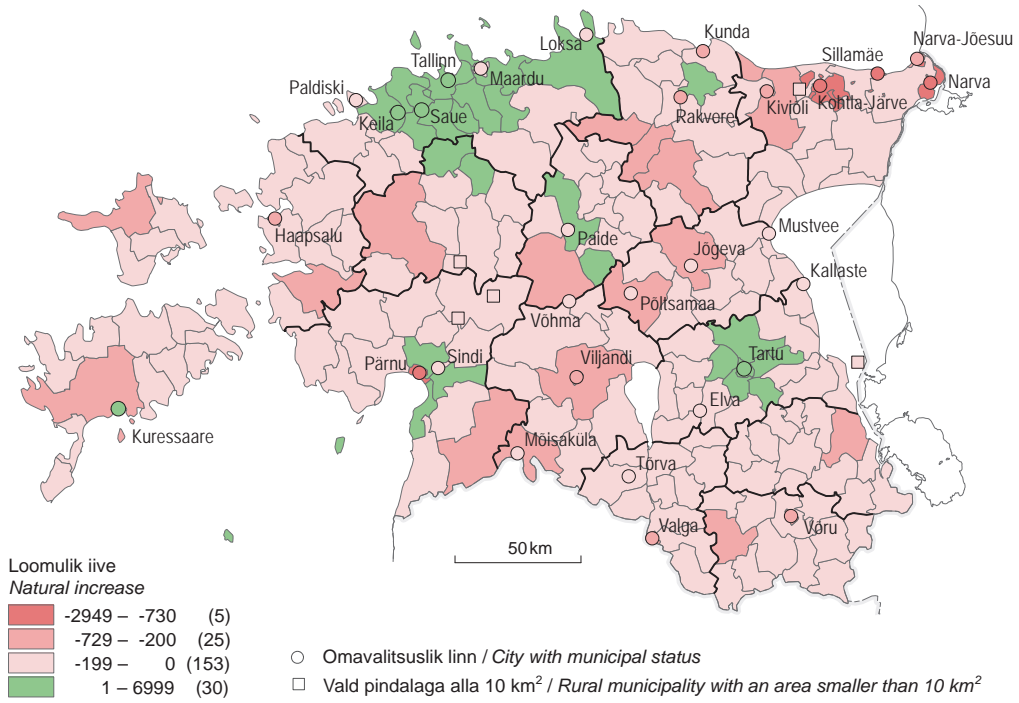 Kunda
Loksa
Narva-Jõesuu
Sillamäe
Tallinn
Maardu
Narva
Paldiski
Kohtla-Järve
Kiviõli
Keila
Saue
Rakvere
Haapsalu
Mustvee
Paide
Jõgeva
Kallaste
Põltsamaa
Võhma
Pärnu
Sindi
Viljandi
Tartu
Elva
Kuressaare
Mõisaküla
Tõrva
Valga
Võru
50 km
Loomulik iive
Natural increase
-2949 – -730 (5)
-729 – -200 (25)
-199 – 0 (153)
1 – 6999 (30)
Omavalitsuslik linn / City with municipal status
Vald pindalaga alla 10 km² / Rural municipality with an area smaller than 10 km²